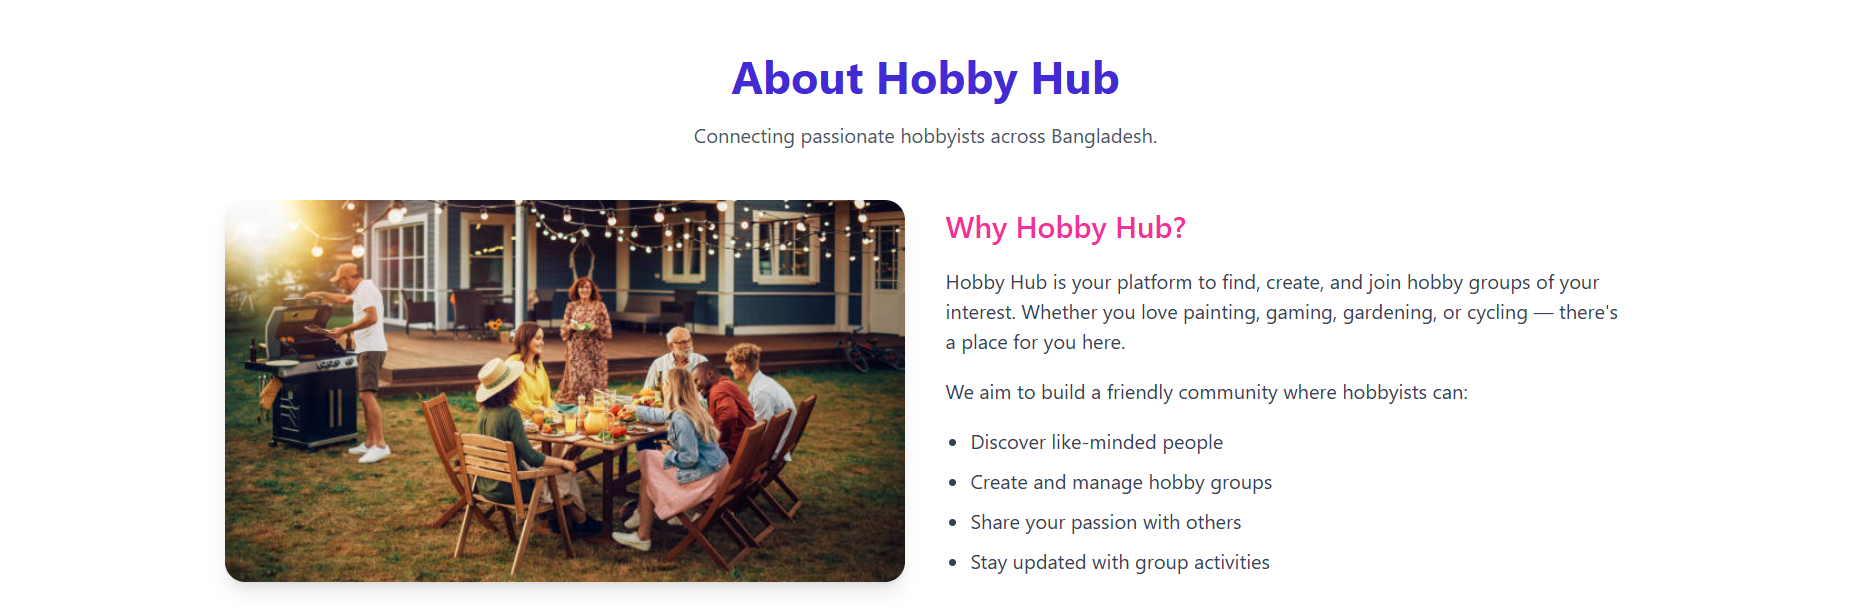 About Hobby Hub
Connecting passionate hobbyists across Bangladesh.
Why Hobby Hub?
Hobby Hub is your platform to find, create, and join hobby groups of your
interest. Whether you love painting, gaming, gardening, or cycling — there's
a place for you here.
We aim to build a friendly community where hobbyists can:
• Discover like-minded people
• Create and manage hobby groups
• Share your passion with others
• Stay updated with group activities